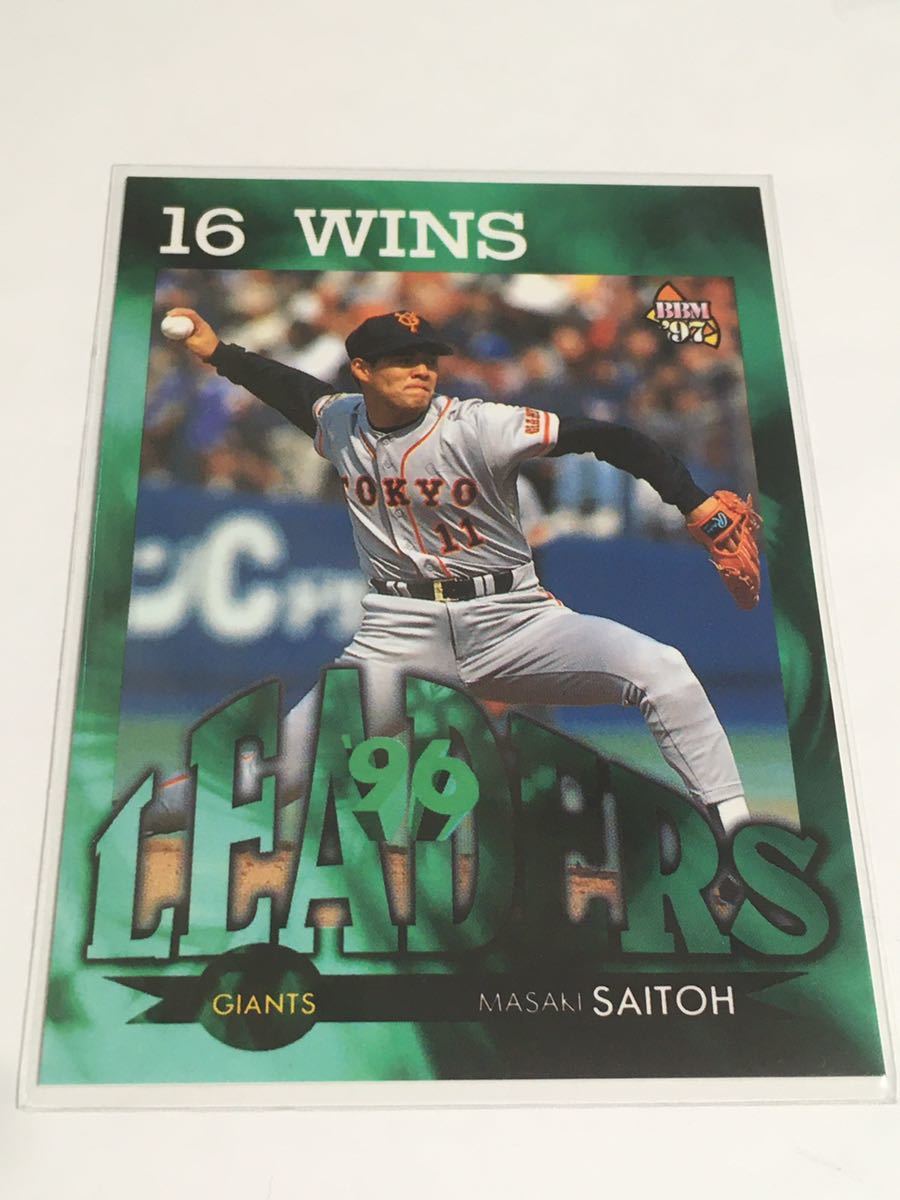 16 WINS
BBM
'97
TOKYO
11
'96
LEADERS
GIANTS
MASAKI SAITOH